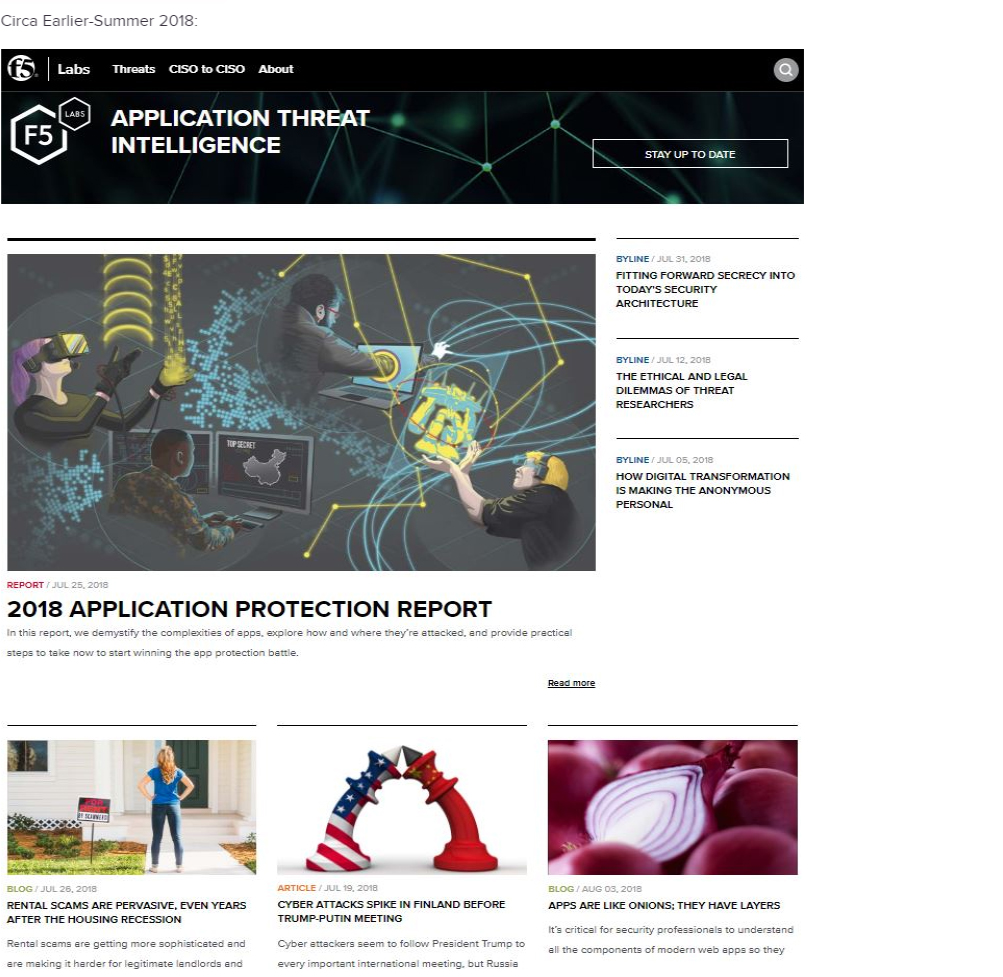 Circa Earlier-Summer 2018:
f5 Labs Threats CISO to CISO About
F5 LABS
APPLICATION THREAT
INTELLIGENCE
STAY UP TO DATE
TOP SECRET
REPORT / JUL 25, 2018
2018 APPLICATION PROTECTION REPORT
In this report, we demystify the complexities of apps, explore how and where they're attacked, and provide practical
steps to take now to start winning the app protection battle.
Read more
BYLINE / JUL 31, 2018
FITTING FORWARD SECRECY INTO
TODAY'S SECURITY
ARCHITECTURE
BYLINE / JUL 12, 2018
THE ETHICAL AND LEGAL
DILEMMAS OF THREAT
RESEARCHERS
BYLINE / JUL 05, 2018
HOW DIGITAL TRANSFORMATION
IS MAKING THE ANONYMOUS
PERSONAL
FOR RENT
BY SCAMMERS
BLOG / JUL 26, 2018
RENTAL SCAMS ARE PERVASIVE, EVEN YEARS
AFTER THE HOUSING RECESSION
Rental scams are getting more sophisticated and
are making it harder for legitimate landlords and
ARTICLE / JUL 19, 2018
CYBER ATTACKS SPIKE IN FINLAND BEFORE
TRUMP-PUTIN MEETING
Cyber attackers seem to follow President Trump to
every important international meeting, but Russia
BLOG / AUG 03, 2018
APPS ARE LIKE ONIONS; THEY HAVE LAYERS
It's critical for security professionals to understand
all the components of modern web apps so they